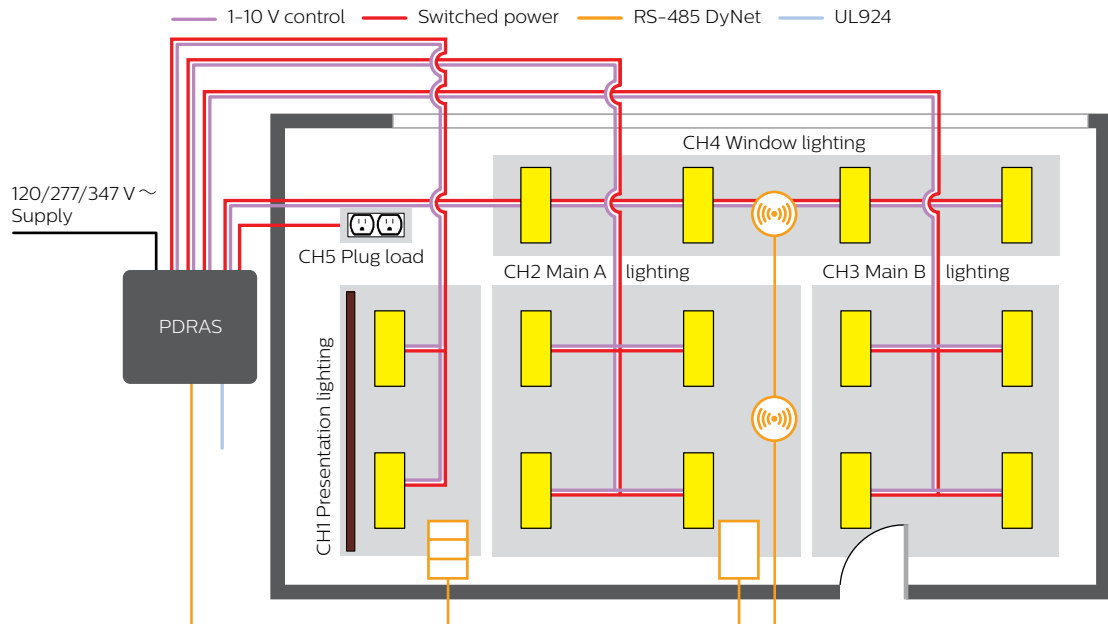 1-10 V control
Switched power
RS-485 DyNet
UL924
CH4 Window lighting
120/277/347 V ~
Supply
CH5 Plug load
CH2 Main A lighting
CH3 Main B lighting
PDRAS
CH1 Presentation lighting